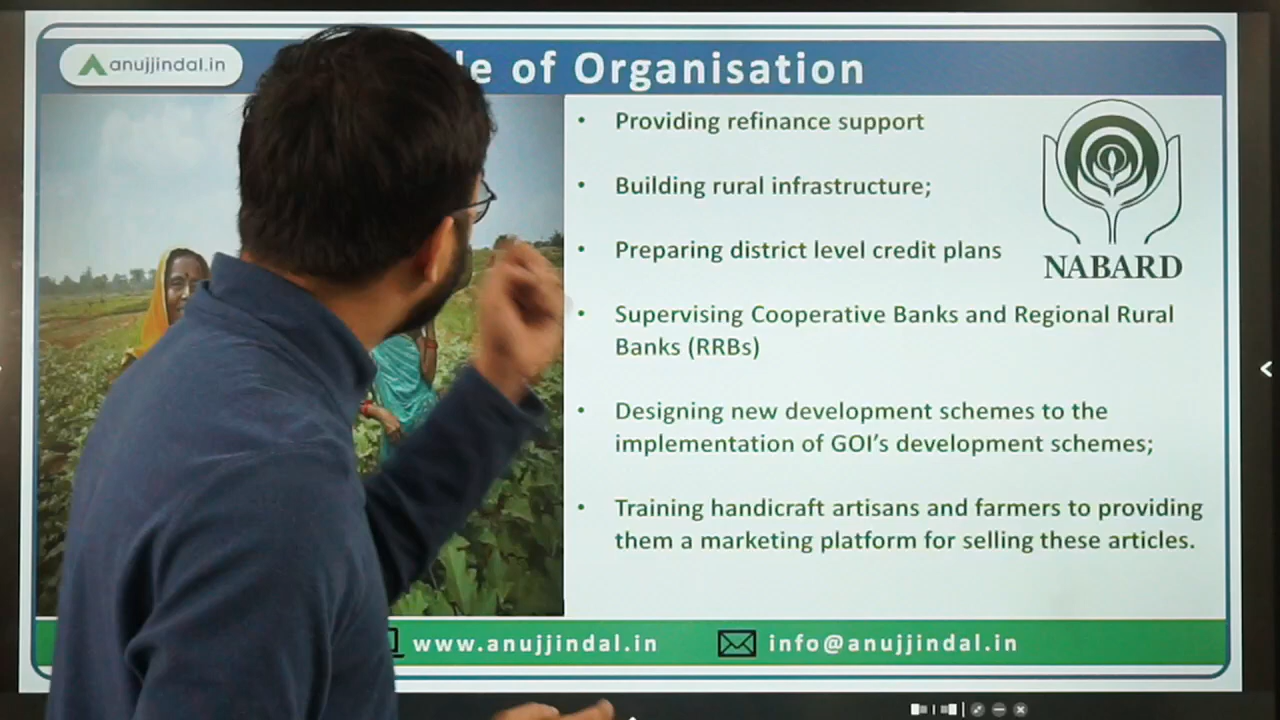 anujjindal.in
of Organisation
• Providing refinance support
• Building rural infrastructure;
• Preparing district level credit plans
NABARD
• Supervising Cooperative Banks and Regional Rural
Banks (RRBs)
• Designing new development schemes to the
implementation of GOI's development schemes;
• Training handicraft artisans and farmers to providing
them a marketing platform for selling these articles.
www.anujjindal.in
info@anujjindal.in